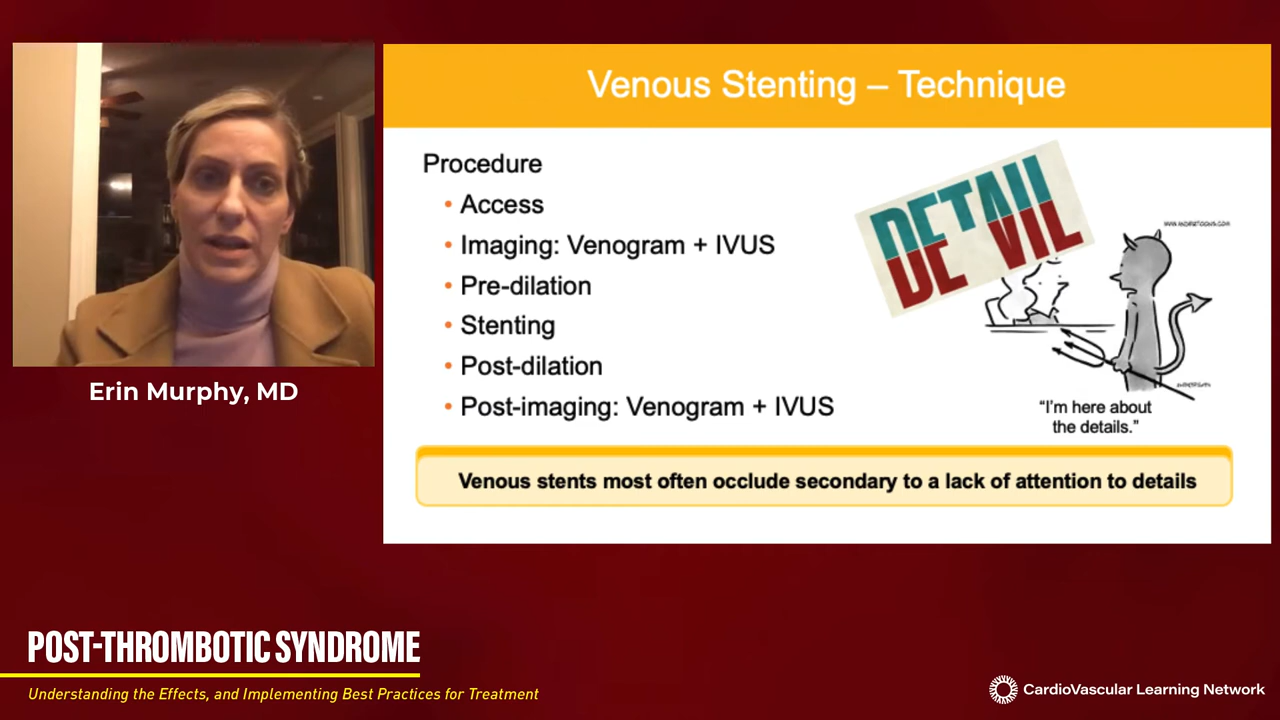 Venous Stenting – Technique
Procedure
• Access
• Imaging: Venogram + IVUS
• Pre-dilation
• Stenting
• Post-dilation
• Post-imaging: Venogram + IVUS
DETAIL
DEVIL
"I'm here about
the details."
Venous stents most often occlude secondary to a lack of attention to details
Erin Murphy, MD
POST-THROMBOTIC SYNDROME
Understanding the Effects, and Implementing Best Practices for Treatment
CardioVascular Learning Network